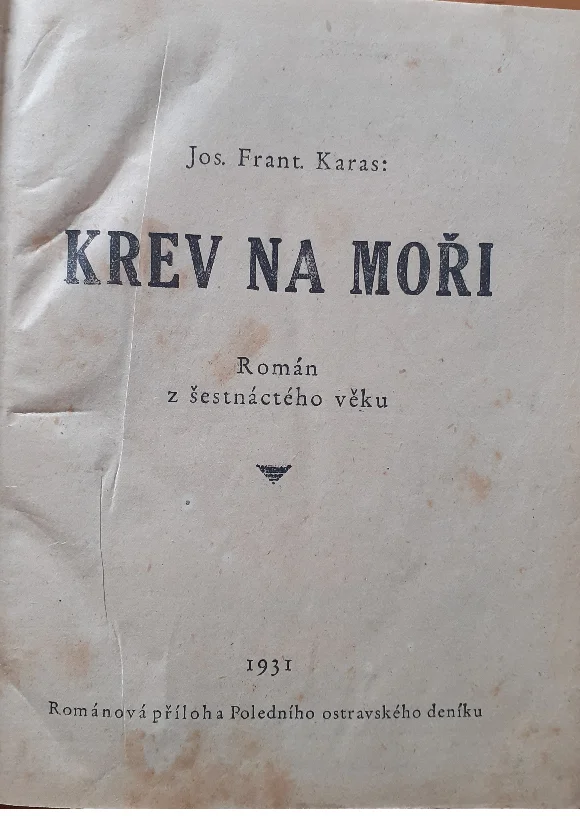 Jos. Frant. Karas:
KREV NA MOŘI
Román
z šestnáctého věku
1931
Románová příloha Poledního ostravského deníku